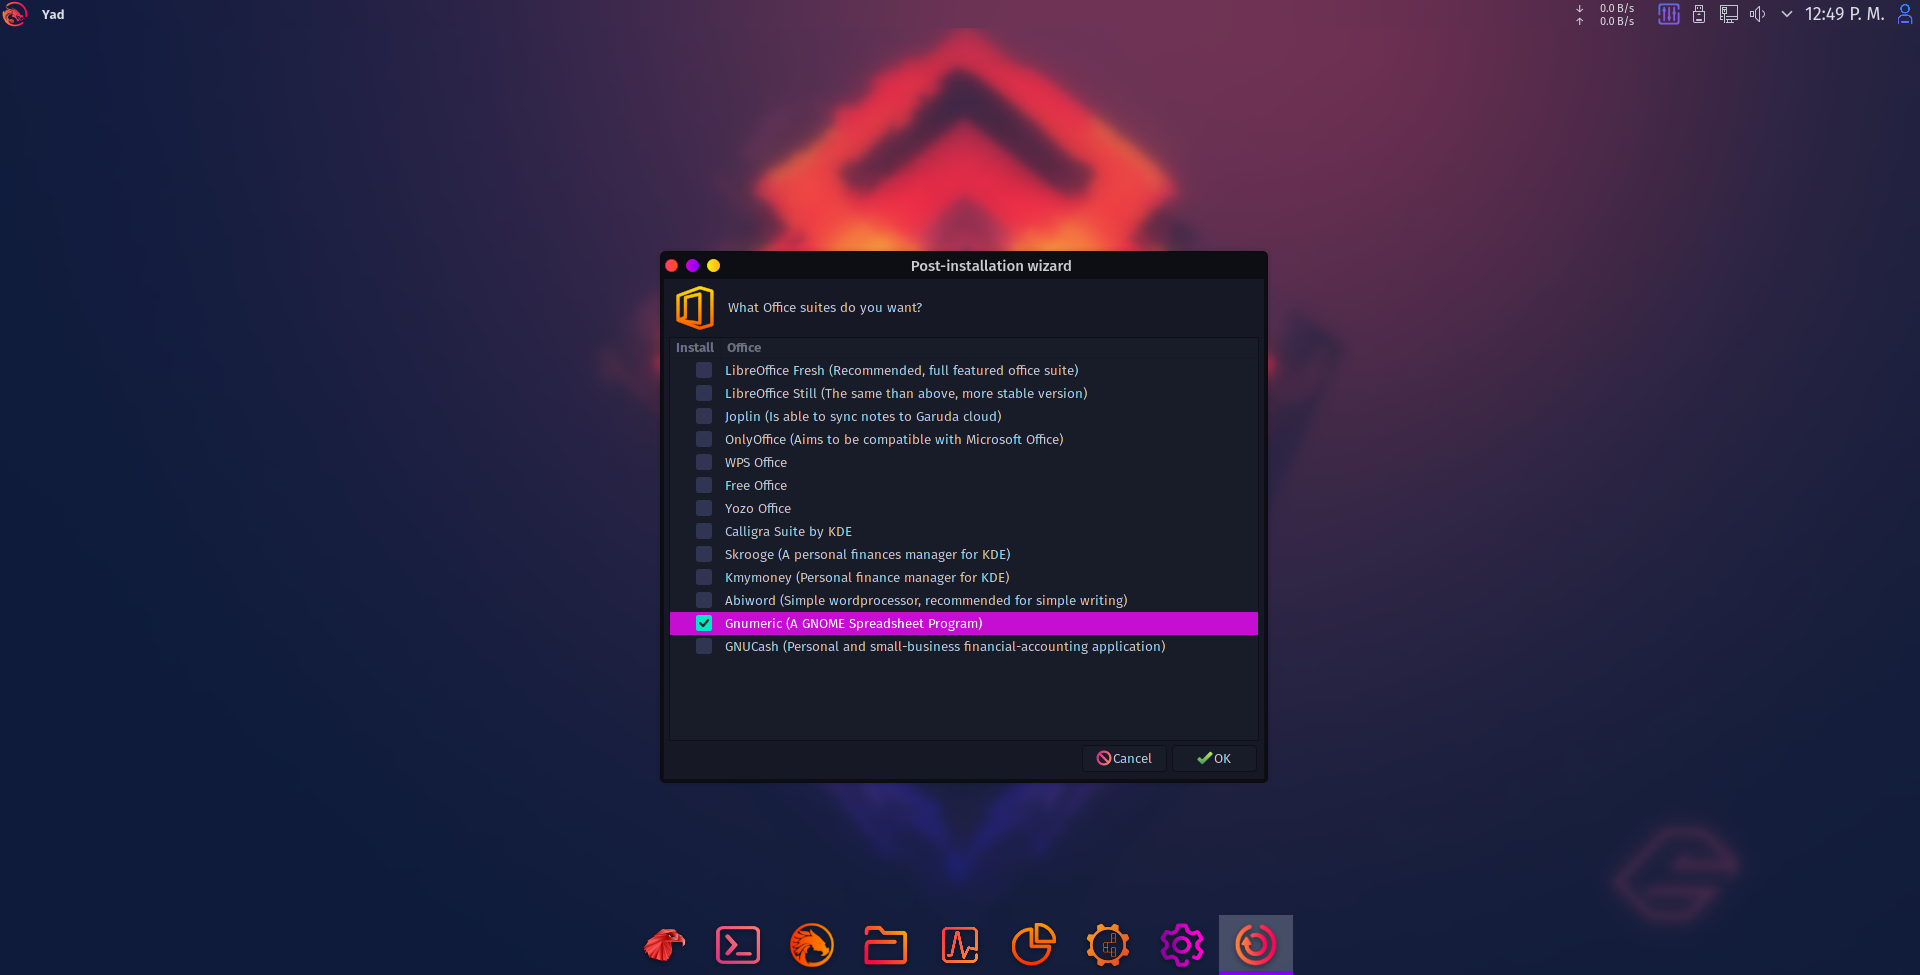 Yad
0.0 B/s
0.0 B/s
12:49 P. M.
Post-installation wizard
What Office suites do you want?
Install Office
LibreOffice Fresh (Recommended, full featured office suite)
LibreOffice Still (The same than above, more stable version)
Joplin (Is able to sync notes to Garuda cloud)
OnlyOffice (Aims to be compatible with Microsoft Office)
WPS Office
Free Office
Yozo Office
Calligra Suite by KDE
Skrooge (A personal finances manager for KDE)
Kmymoney (Personal finance manager for KDE)
Abiword (Simple wordprocessor, recommended for simple writing)
Gnumeric (A GNOME Spreadsheet Program)
GNUCash (Personal and small-business financial-accounting application)
Cancel OK